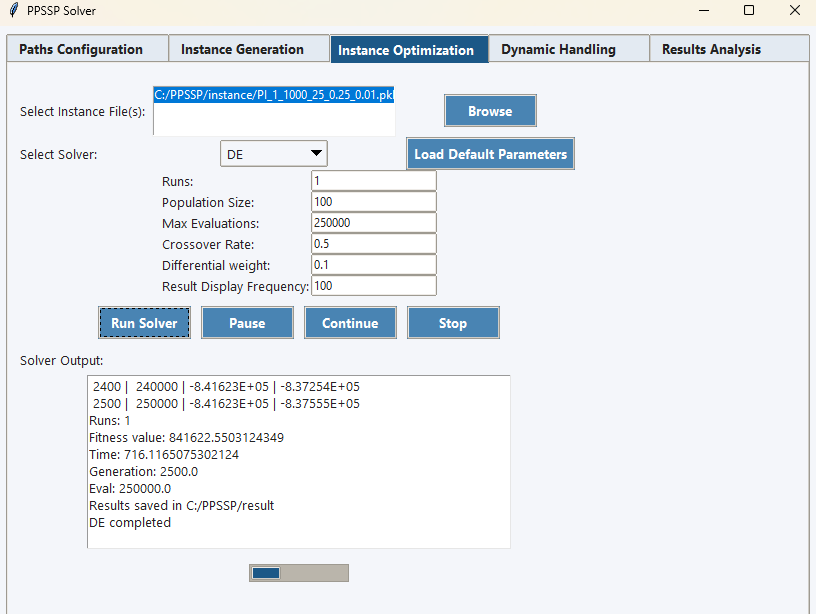 PPSSP Solver
Paths Configuration
Instance Generation
Instance Optimization
Dynamic Handling
Results Analysis
Select Instance File(s):
C:/PPSSP/instance/PI_1_1000_25_0.25_0.01.pkl
Browse
Select Solver:
DE
Load Default Parameters
Runs:
1
Population Size:
100
Max Evaluations:
250000
Crossover Rate:
0.5
Differential weight:
0.1
Result Display Frequency:
100
Run Solver
Pause
Continue
Stop
Solver Output:
2400 | 240000 | -8.41623E+05 | -8.37254E+05
2500 | 250000 | -8.41623E+05 | -8.37555E+05
Runs: 1
Fitness value: 841622.5503124349
Time: 716.1165075302124
Generation: 2500.0
Eval: 250000.0
Results saved in C:/PPSSP/result
DE completed